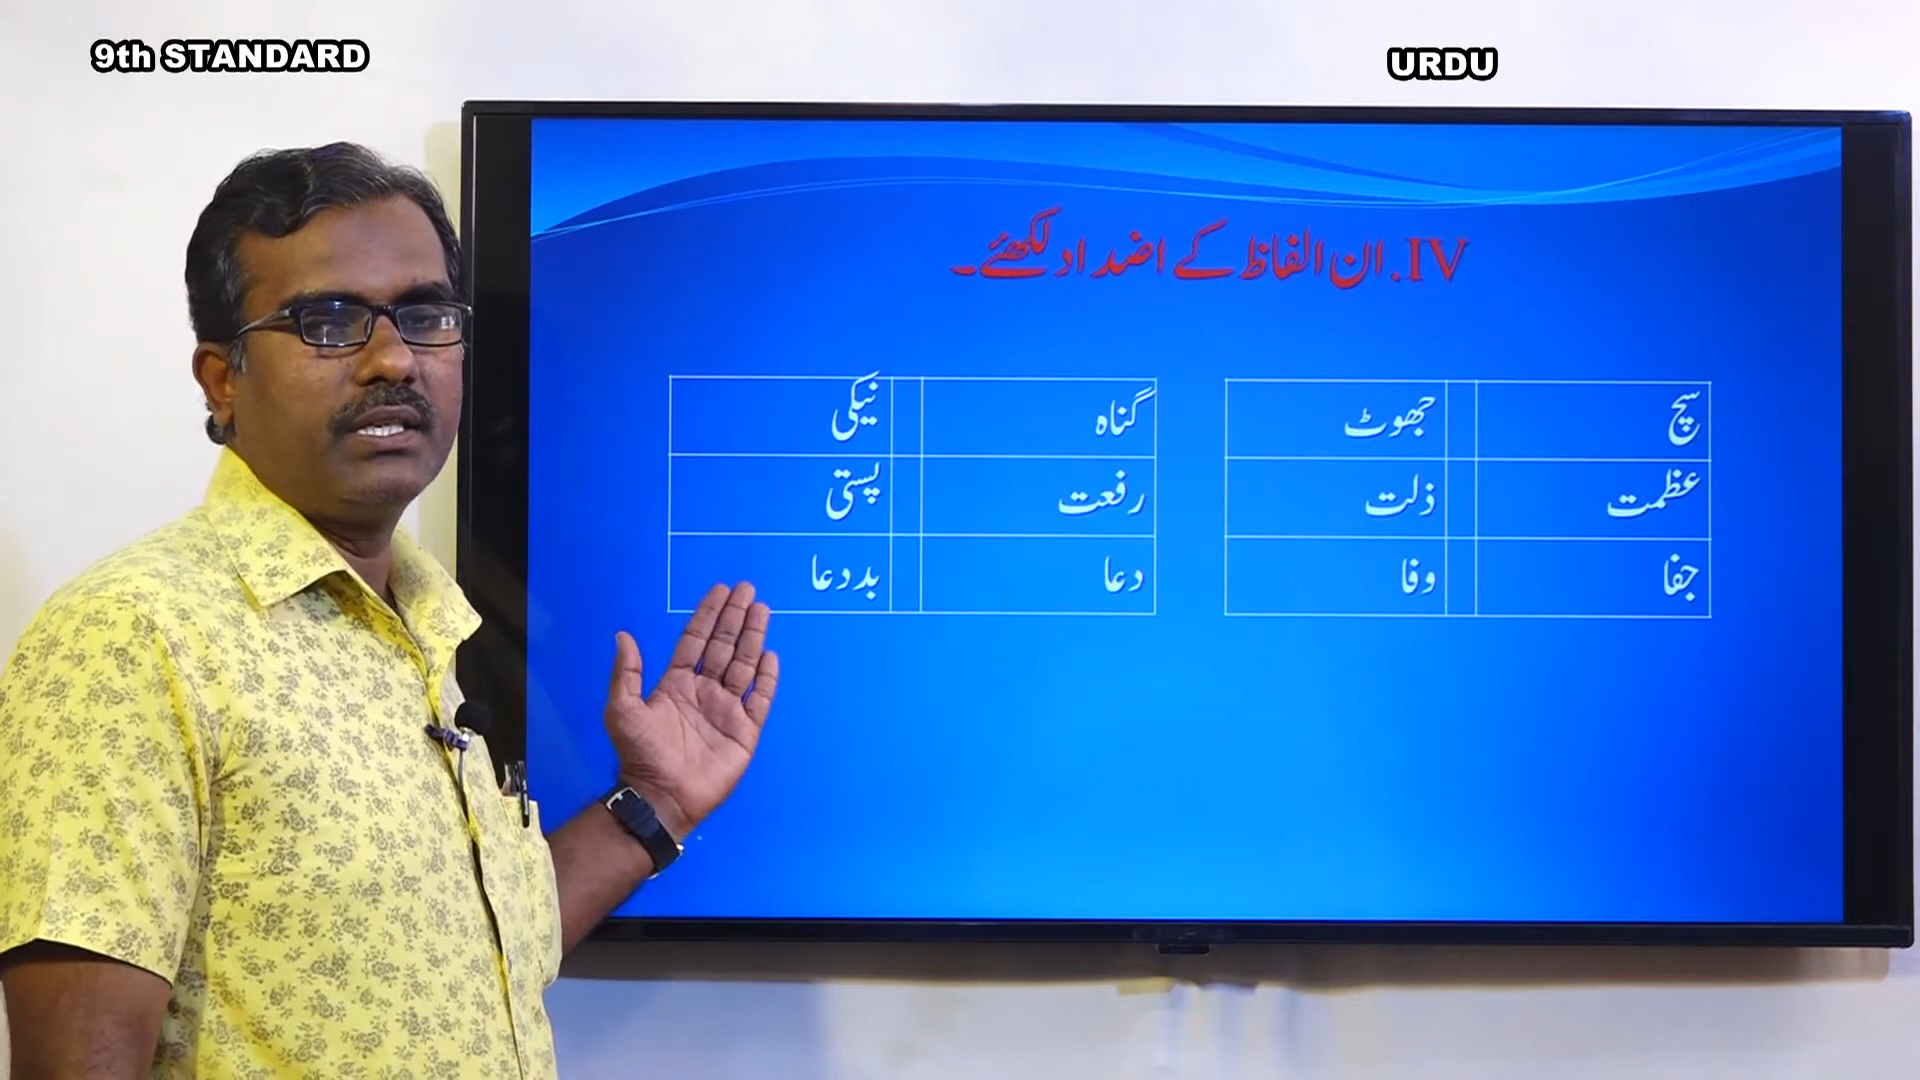 9th STANDARD
URDU
IV. ان الفاظ کے اضداد لکھئے۔
سچ جھوٹ گناہ نیکی
عظمت ذلت رفعت پستی
جفا وفا دعا بددعا